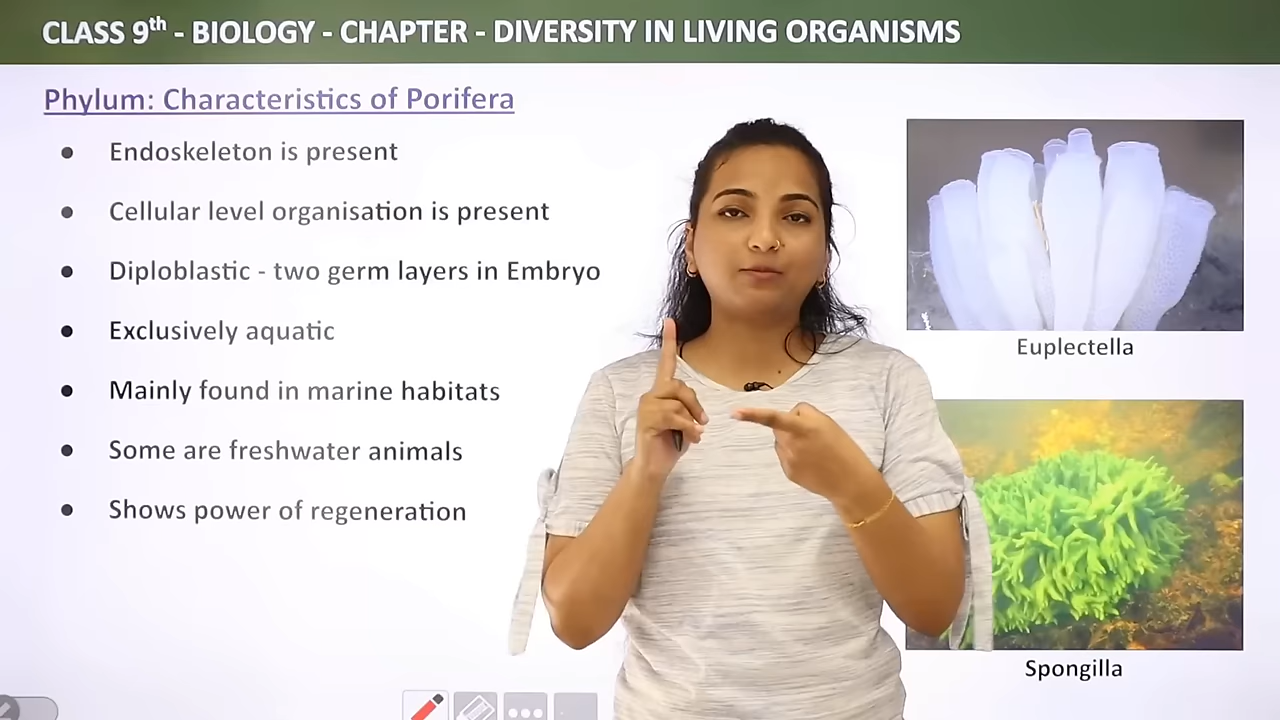 CLASS 9th - BIOLOGY - CHAPTER - DIVERSITY IN LIVING ORGANISMS
Phylum: Characteristics of Porifera
● Endoskeleton is present
● Cellular level organisation is present
● Diploblastic - two germ layers in Embryo
● Exclusively aquatic
● Mainly found in marine habitats
● Some are freshwater animals
● Shows power of regeneration
Euplectella
Spongilla